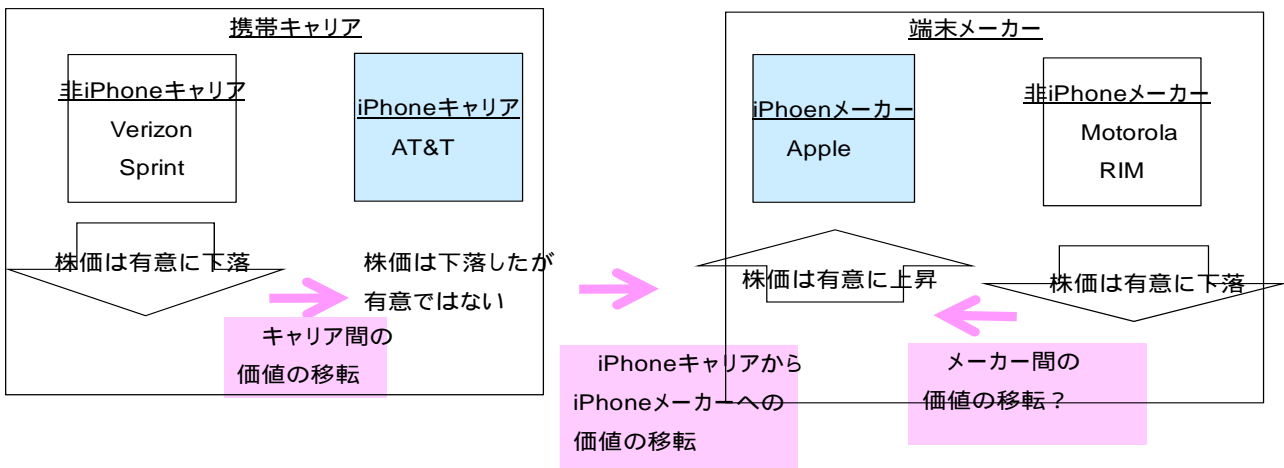 携帯キャリア
非iPhoneキャリア
Verizon
Sprint
iPhoneキャリア
AT&T
株価は有意に下落
株価は下落したが
有意ではない
キャリア間の
価値の移転
iPhoneキャリアから
iPhoneメーカーへの
価値の移転
端末メーカー
iPhoenメーカー
Apple
非iPhoneメーカー
Motorola
RIM
株価は有意に上昇
株価は有意に下落
メーカー間の
価値の移転?